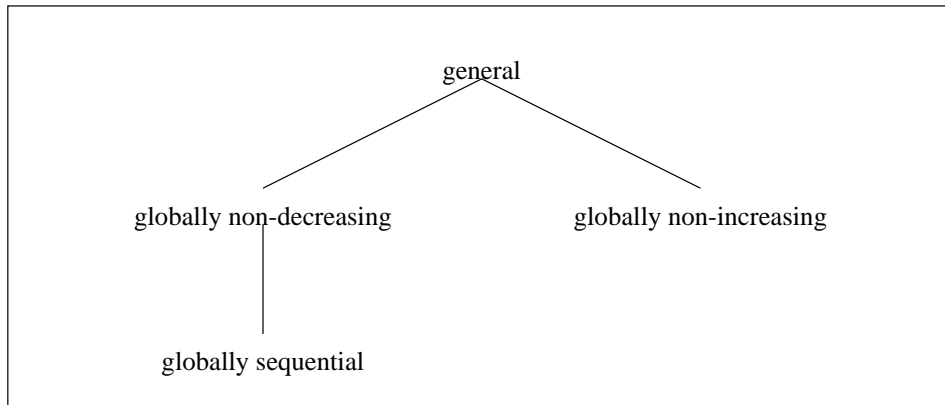 general
globally non-decreasing
globally non-increasing
globally sequential